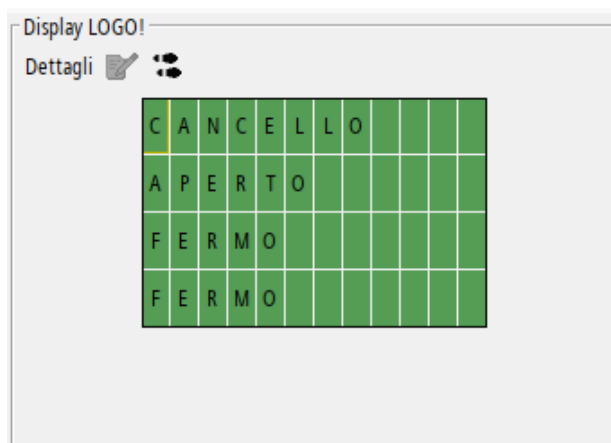 Display LOGO!
Dettagli
CANCELLO
APERTO
FERMO
FERMO